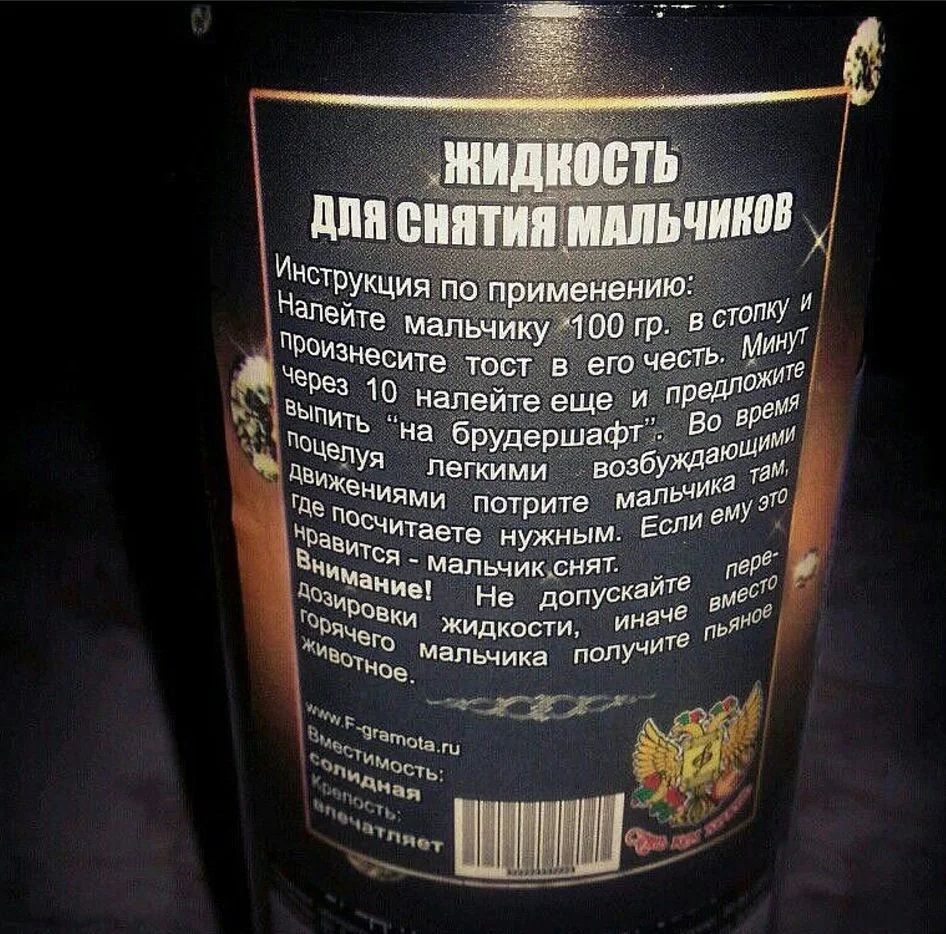 ЖИДКОСТЬ
ДЛЯ СНЯТИЯ МАЛЬЧИКОВ
Инструкция по применению:
Налейте мальчику 100 гр. в стопку и
произнесите тост в его честь. Минут
через 10 налейте еще и предложите
выпить “на брудершафт”. Во время
поцелуя легкими возбуждающими
движениями потрите мальчика там,
где посчитаете нужным. Если ему это
нравится - мальчик снят.
Внимание! Не допускайте пере-
дозировки жидкости, иначе вместо
горячего мальчика получите пьяное
животное.
www.F-gramota.ru
Вместимость:
солидная
Крепость:
впечатляет